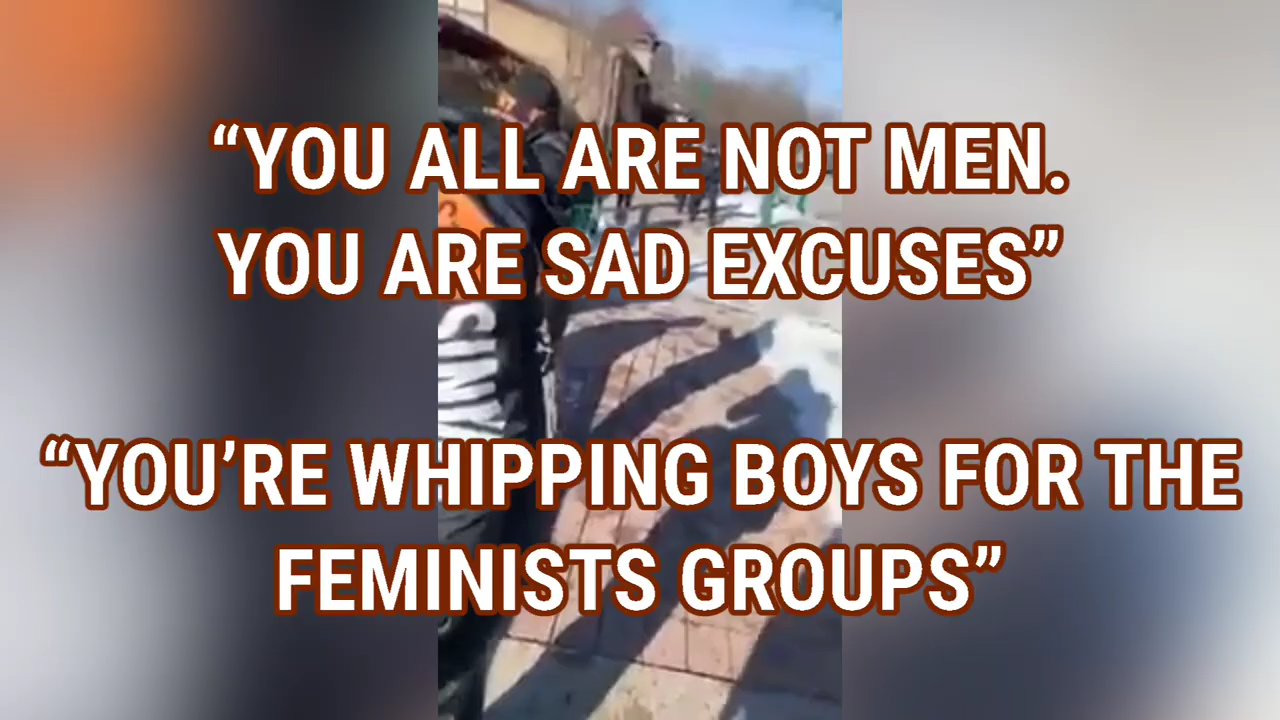 “YOU ALL ARE NOT MEN.
YOU ARE SAD EXCUSES”
“YOU’RE WHIPPING BOYS FOR THE
FEMINISTS GROUPS”